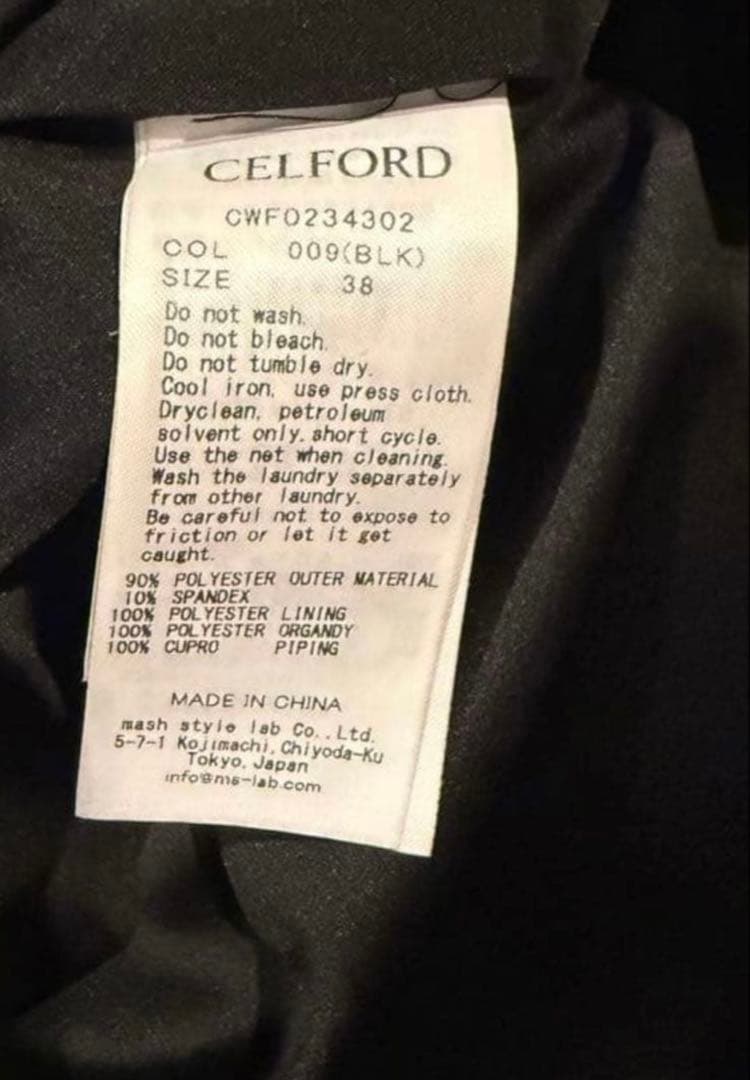 CELFORD
CWF0234302
COL 009(BLK)
SIZE 38
Do not wash.
Do not bleach.
Do not tumble dry.
Cool iron, use press cloth.
Dryclean, petroleum
solvent only. short cycle.
Use the net when cleaning.
Wash the laundry separately
from other laundry.
Be careful not to expose to
friction or let it get
caught.
90% POLYESTER OUTER MATERIAL
10% SPANDEX
100% POLYESTER LINING
100% POLYESTER ORGANDY
100% CUPRO PIPING
MADE IN CHINA
mash style lab Co., Ltd.
5-7-1 Kojimachi, Chiyoda-Ku
Tokyo, Japan
info@ms-lab.com